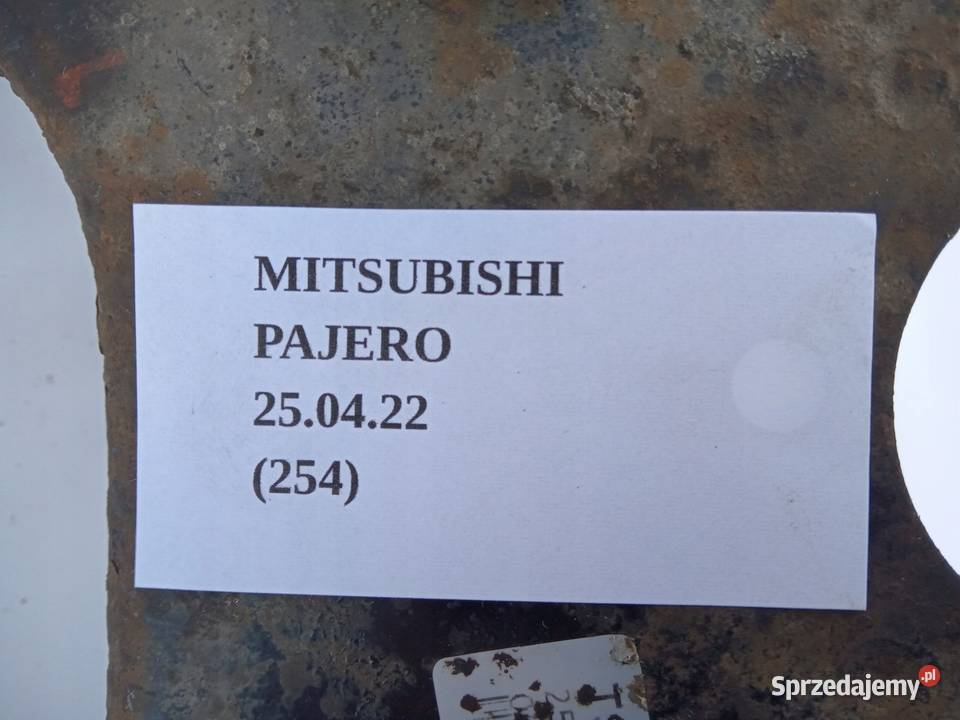 MITSUBISHI
PAJERO
25.04.22
(254)
Sprzedajemy.pl